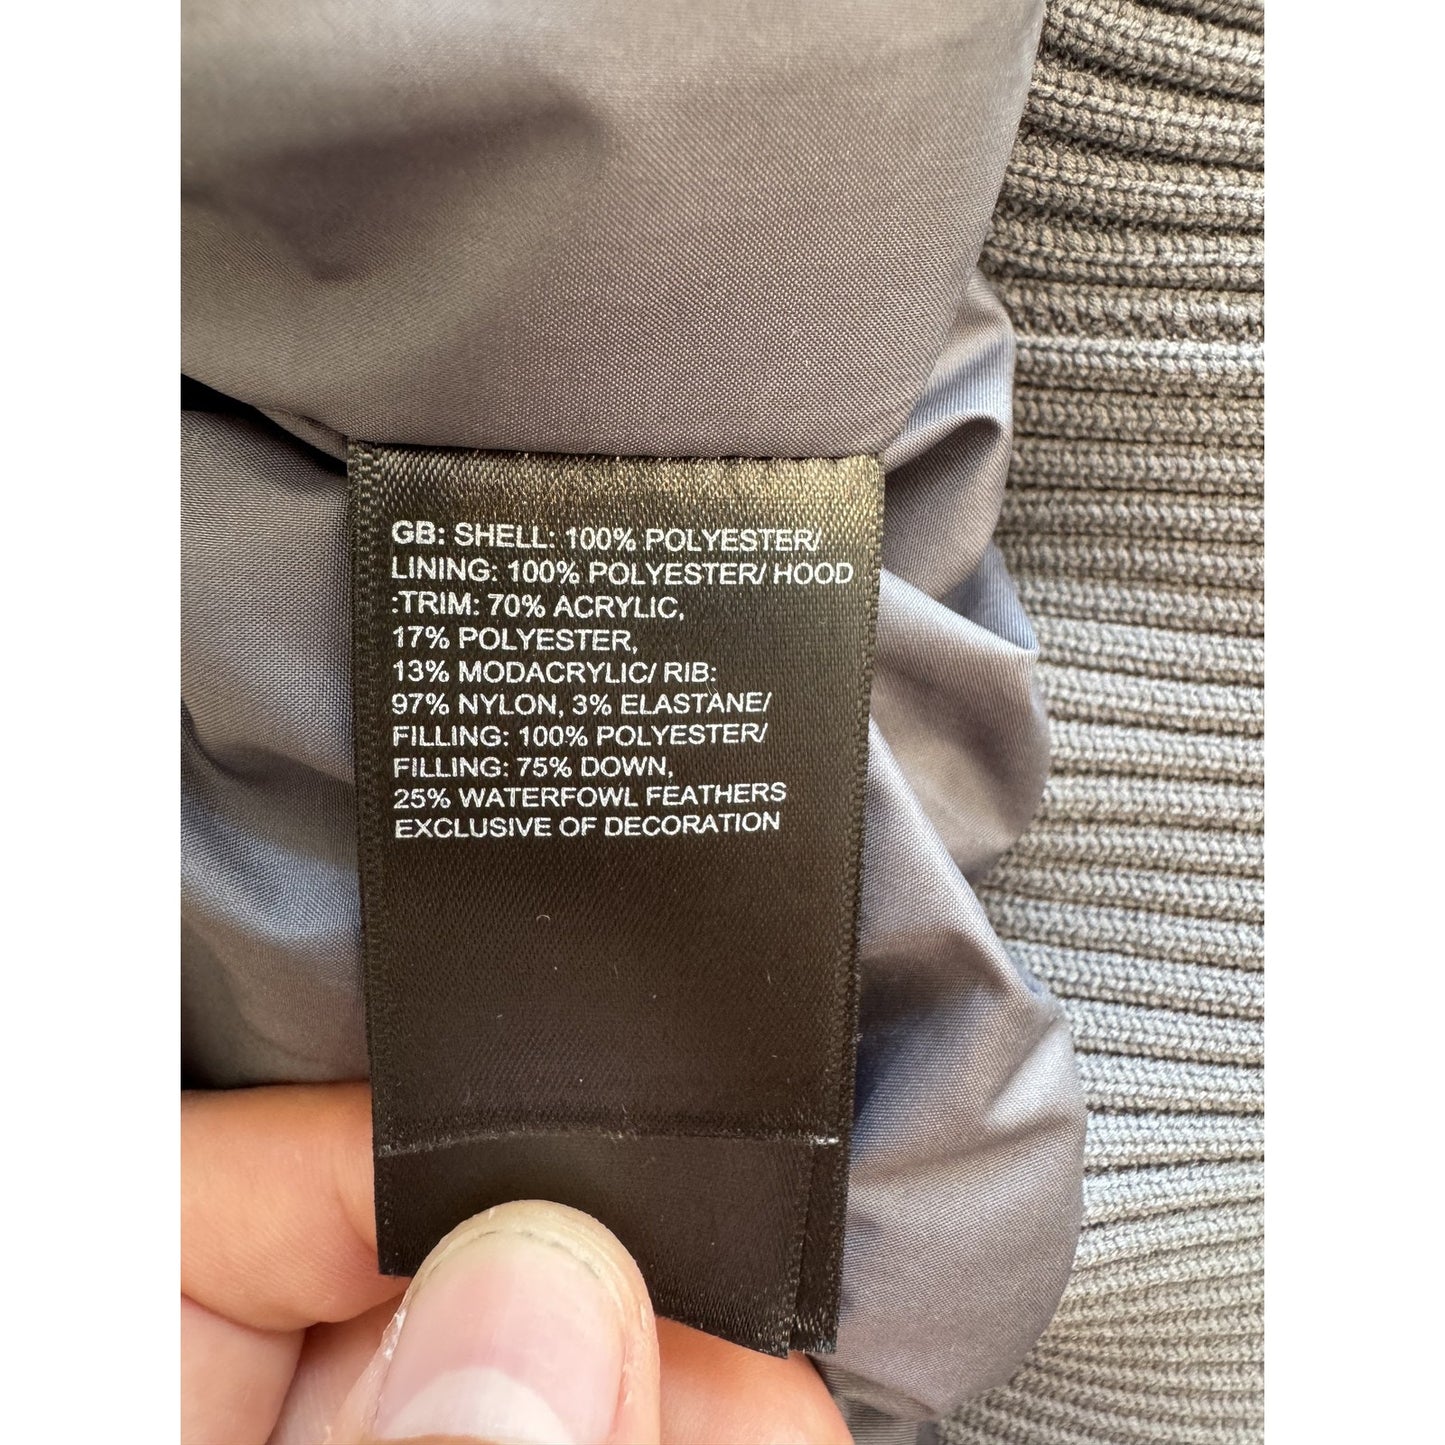 GB: SHELL: 100% POLYESTER/
LINING: 100% POLYESTER/ HOOD
:TRIM: 70% ACRYLIC,
17% POLYESTER,
13% MODACRYLIC/ RIB:
97% NYLON, 3% ELASTANE/
FILLING: 100% POLYESTER/
FILLING: 75% DOWN,
25% WATERFOWL FEATHERS
EXCLUSIVE OF DECORATION